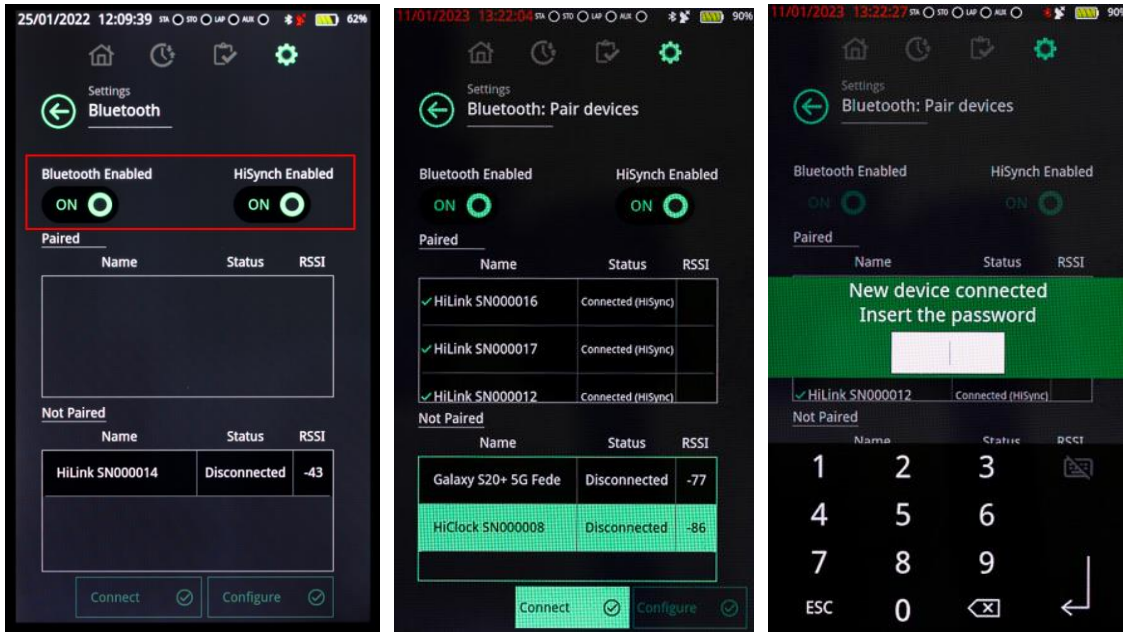 25/01/2022 12:09:39 STA STO LAP AUX 62%
Settings
Bluetooth
Bluetooth Enabled HiSynch Enabled
ON ON
Paired
Name Status RSSI
Not Paired
Name Status RSSI
HiLink SN000014 Disconnected -43
Connect Configure
11/01/2023 13:22:04 STA STO LAP AUX 90%
Settings
Bluetooth: Pair devices
Bluetooth Enabled HiSynch Enabled
ON ON
Paired
Name Status RSSI
HiLink SN000016 Connected (HiSync)
HiLink SN000017 Connected (HiSync)
HiLink SN000012 Connected (HiSync)
Not Paired
Name Status RSSI
Galaxy S20+ 5G Fede Disconnected -77
HiClock SN000008 Disconnected -86
Connect Configure
11/01/2023 13:22:27 STA STO LAP AUX 90%
Settings
Bluetooth: Pair devices
Bluetooth Enabled HiSynch Enabled
ON ON
Paired
Name Status RSSI
New device connected
Insert the password
HiLink SN000012 Connected (HiSync)
Not Paired
Name Status RSSI
1 2 3
4 5 6
7 8 9
ESC 0